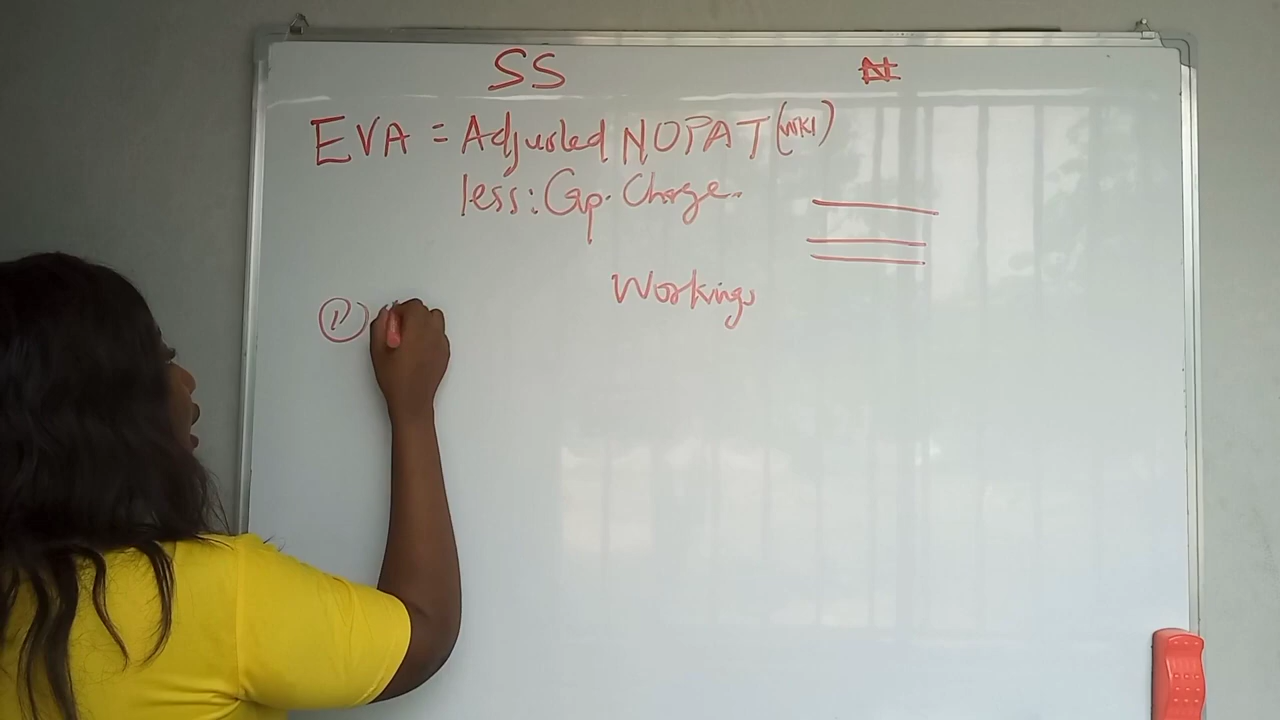 SS ₦
EVA = Adjusted NOPAT (WK1)
less: Cap. Charge.
Workings
1